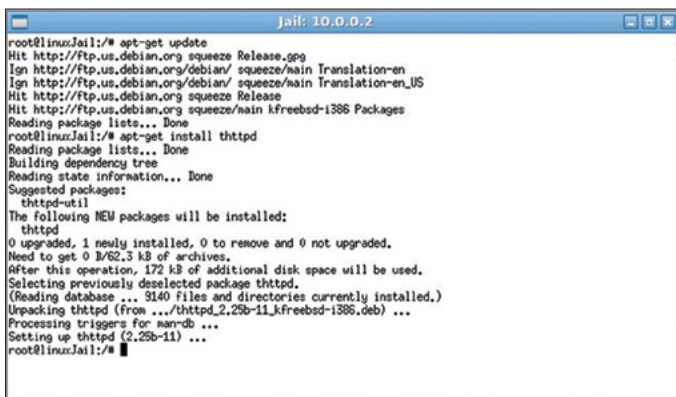 Jail: 10.0.0.2
root@linuxJail:/# apt-get update
Hit http://ftp.us.debian.org squeeze Release.gpg
Ign http://ftp.us.debian.org/debian/ squeeze/main Translation-en
Ign http://ftp.us.debian.org/debian/ squeeze/main Translation-en_US
Hit http://ftp.us.debian.org squeeze Release
Hit http://ftp.us.debian.org squeeze/main kfreebsd-i386 Packages
Reading package lists... Done
root@linuxJail:/# apt-get install thttpd
Reading package lists... Done
Building dependency tree
Reading state information... Done
Suggested packages:
  thttpd-util
The following NEW packages will be installed:
  thttpd
0 upgraded, 1 newly installed, 0 to remove and 0 not upgraded.
Need to get 0 B/62.3 kB of archives.
After this operation, 172 kB of additional disk space will be used.
Selecting previously deselected package thttpd.
(Reading database ... 9140 files and directories currently installed.)
Unpacking thttpd (from .../thttpd_2.25b-11_kfreebsd-i386.deb) ...
Processing triggers for man-db ...
Setting up thttpd (2.25b-11) ...
root@linuxJail:/#